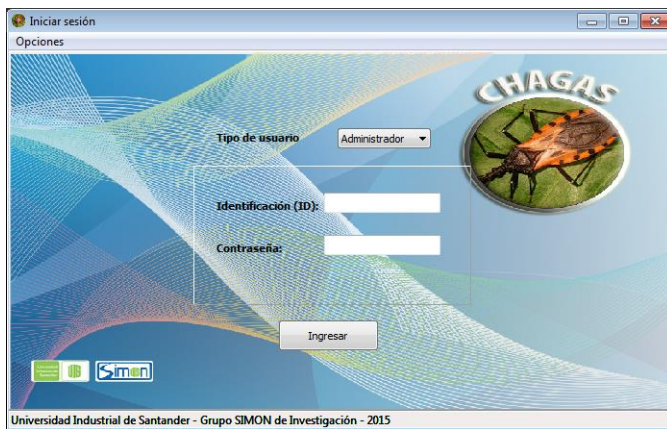 Iniciar sesión
Opciones
CHAGAS
Tipo de usuario
Administrador
Identificación (ID):
Contraseña:
Ingresar
Simon
Universidad Industrial de Santander - Grupo SIMON de Investigación - 2015